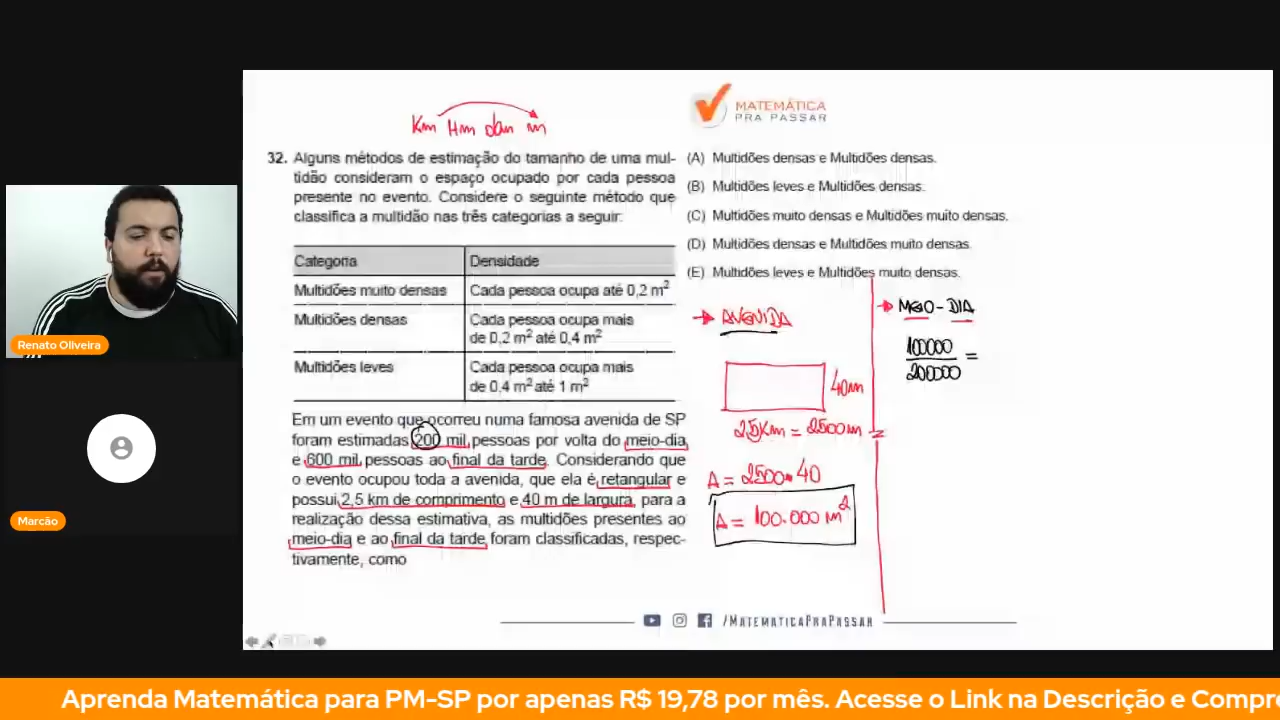 Km Hm dam m
MATEMÁTICA
PRA PASSAR
32. Alguns métodos de estimação do tamanho de uma mul-
tidão consideram o espaço ocupado por cada pessoa
presente no evento. Considere o seguinte método que
classifica a multidão nas três categorias a seguir:
Categoria Densidade
Multidões muito densas Cada pessoa ocupa até 0,2 m²
Multidões densas Cada pessoa ocupa mais
de 0,2 m² até 0,4 m²
Multidões leves Cada pessoa ocupa mais
de 0,4 m² até 1 m²
Em um evento que ocorreu numa famosa avenida de SP
foram estimadas 200 mil pessoas por volta do meio-dia
e 600 mil pessoas ao final da tarde. Considerando que
o evento ocupou toda a avenida, que ela é retangular e
possui 2,5 km de comprimento e 40 m de largura, para a
realização dessa estimativa, as multidões presentes ao
meio-dia e ao final da tarde foram classificadas, respec-
tivamente, como
(A) Multidões densas e Multidões densas.
(B) Multidões leves e Multidões densas.
(C) Multidões muito densas e Multidões muito densas.
(D) Multidões densas e Multidões muito densas.
(E) Multidões leves e Multidões muito densas.
AVENIDA
40m
2,5Km = 2500m
A = 2500 • 40
A = 100.000 m²
MEIO-DIA
100000
200000 =
Renato Oliveira
Marcão
/MATEMATICAPRAPASSAR
Aprenda Matemática para PM-SP por apenas R$ 19,78 por mês. Acesse o Link na Descrição e Compr